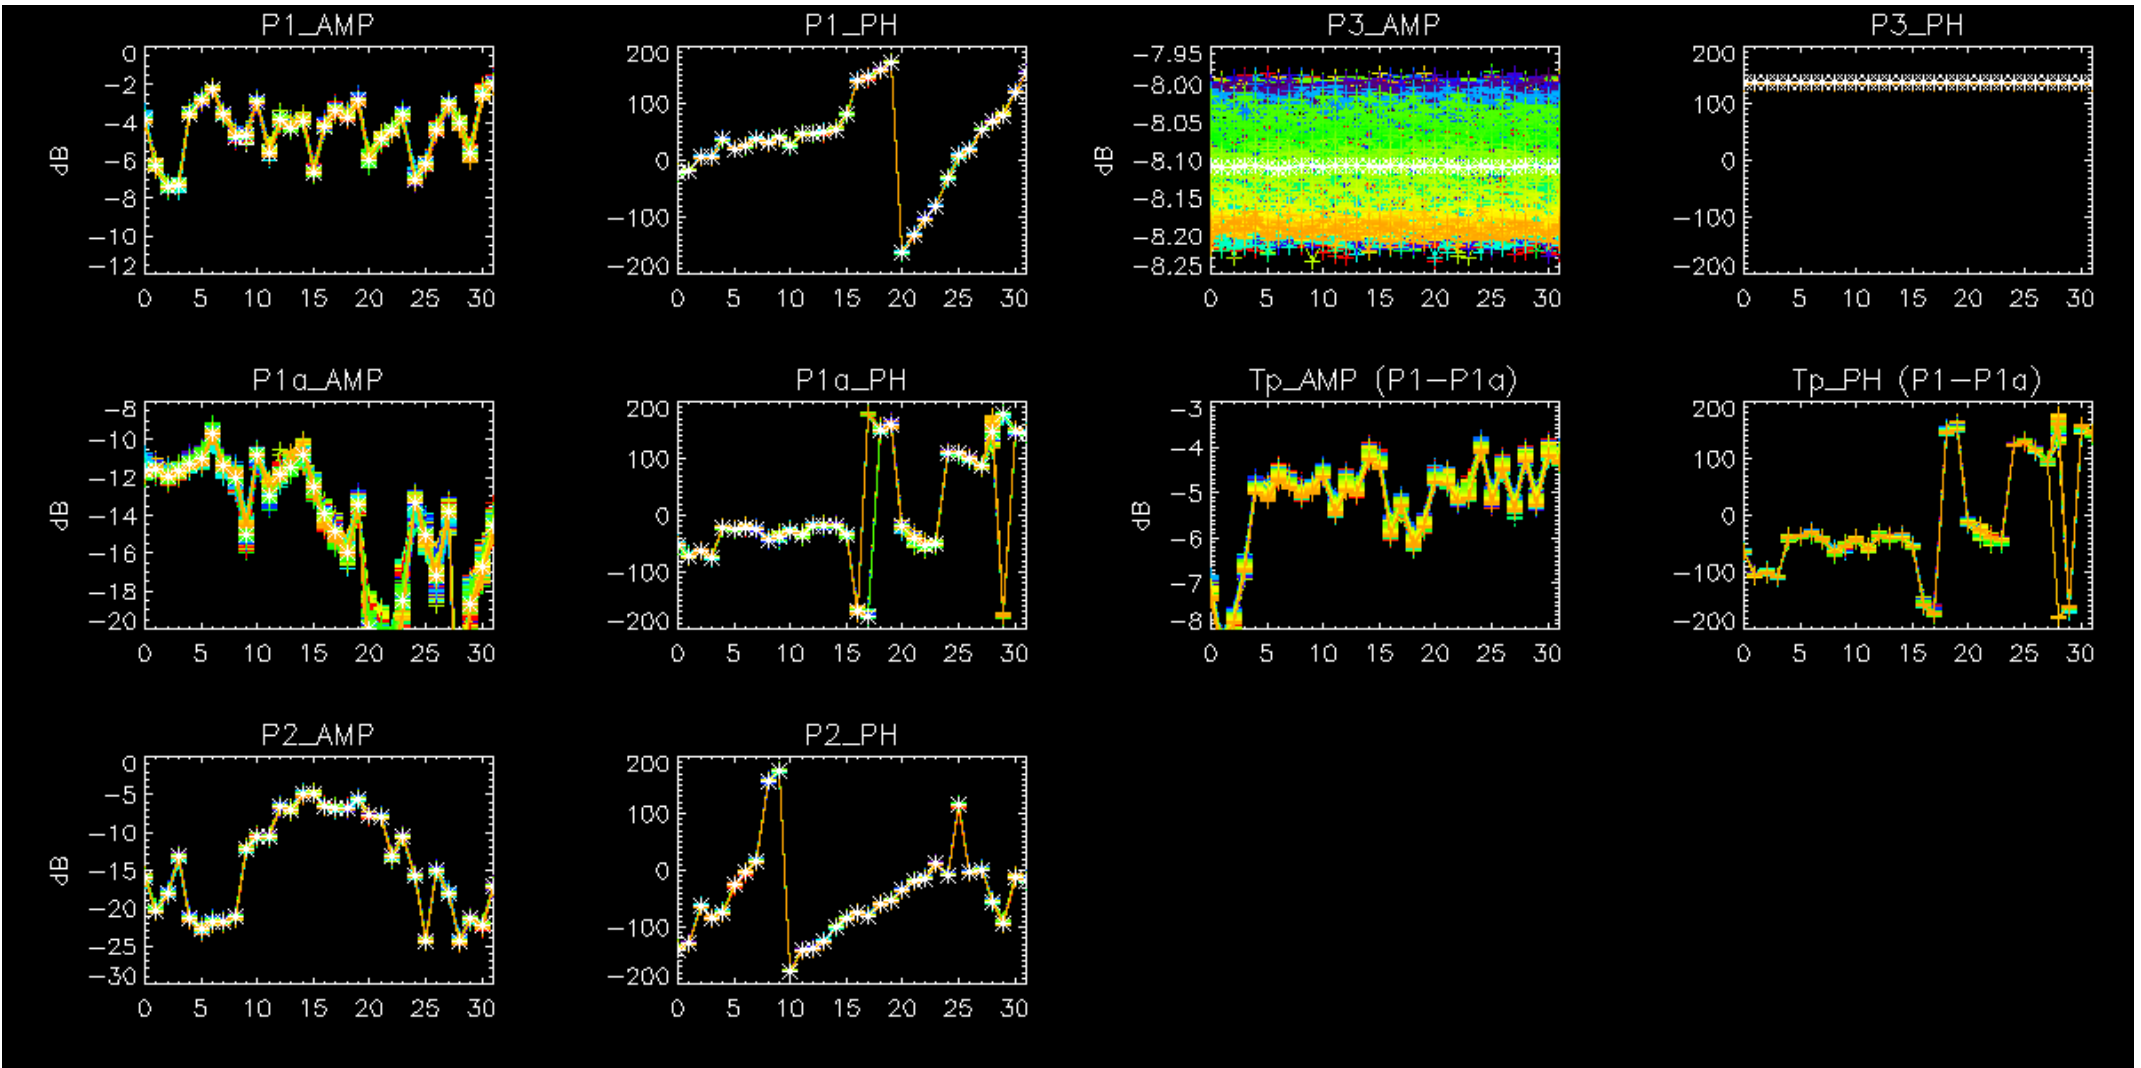 P1_AMP
0
-2
-4
-6
-8
-10
-12
dB
0 5 10 15 20 25 30
P1_PH
200
100
0
-100
-200
0 5 10 15 20 25 30
P3_AMP
-7.95
-8.00
-8.05
-8.10
-8.15
-8.20
-8.25
dB
0 5 10 15 20 25 30
P3_PH
200
100
0
-100
-200
0 5 10 15 20 25 30
P1a_AMP
-8
-10
-12
-14
-16
-18
-20
dB
0 5 10 15 20 25 30
P1a_PH
200
100
0
-100
-200
0 5 10 15 20 25 30
Tp_AMP (P1-P1a)
-3
-4
-5
-6
-7
-8
dB
0 5 10 15 20 25 30
Tp_PH (P1-P1a)
200
100
0
-100
-200
0 5 10 15 20 25 30
P2_AMP
0
-5
-10
-15
-20
-25
-30
dB
0 5 10 15 20 25 30
P2_PH
200
100
0
-100
-200
0 5 10 15 20 25 30